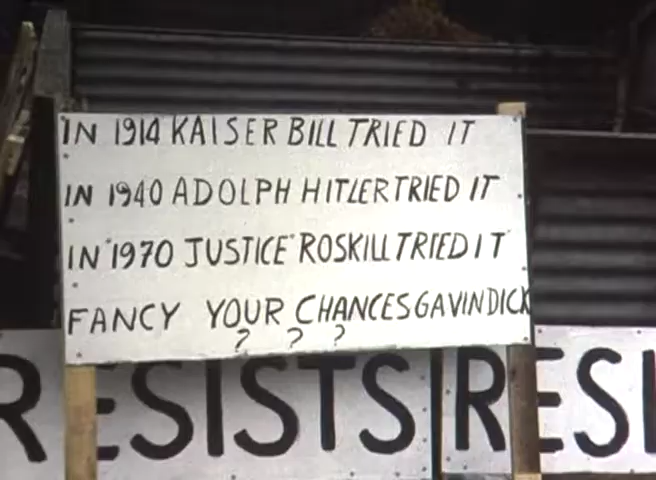 IN 1914 KAISER BILL TRIED IT
IN 1940 ADOLPH HITLER TRIED IT
IN 1970 "JUSTICE" ROSKILL TRIED IT
FANCY YOUR CHANCES GAVIN DICK
? ? ?
RESISTS RESI